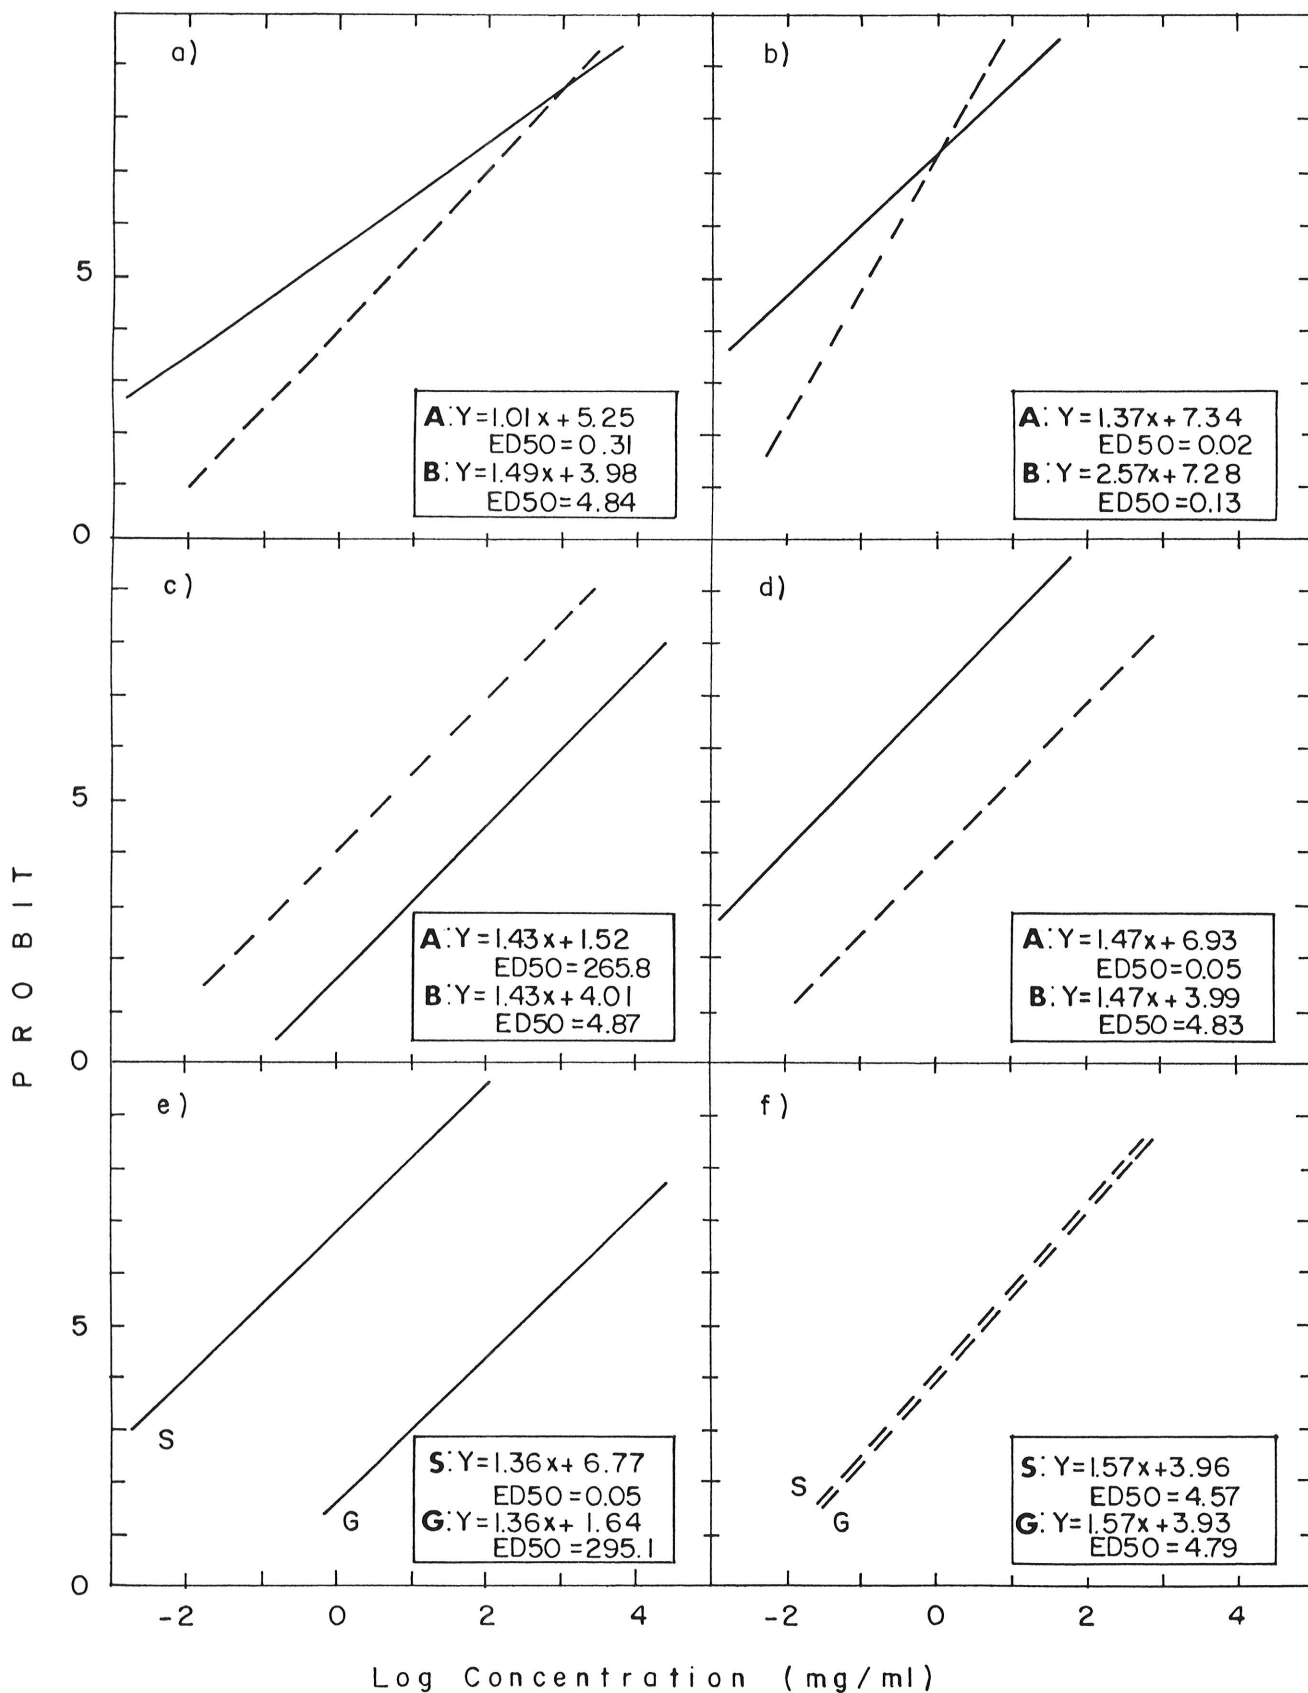 a)
b)
5
A: Y=1.01x+5.25
ED50=0.31
B: Y=1.49x+3.98
ED50=4.84
A: Y=1.37x+7.34
ED50=0.02
B: Y=2.57x+7.28
ED50=0.13
0
c)
d)
5
A: Y=1.43x+1.52
ED50=265.8
B: Y=1.43x+4.01
ED50=4.87
A: Y=1.47x+6.93
ED50=0.05
B: Y=1.47x+3.99
ED50=4.83
0
PROBIT
e)
f)
5
S
G
S: Y=1.36x+6.77
ED50=0.05
G: Y=1.36x+1.64
ED50=295.1
S
G
S: Y=1.57x+3.96
ED50=4.57
G: Y=1.57x+3.93
ED50=4.79
0
-2 0 2 4 -2 0 2 4
Log Concentration (mg/ml)